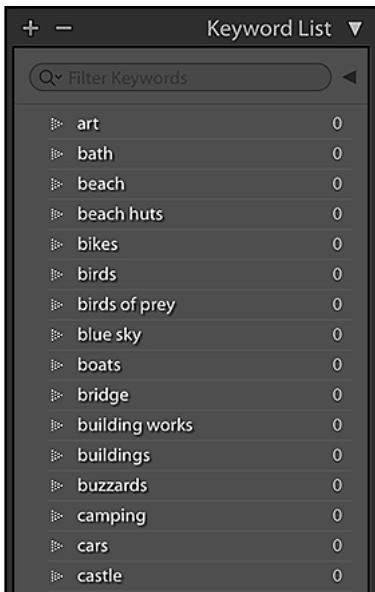 + − Keyword List ▼
Filter Keywords
art 0
bath 0
beach 0
beach huts 0
bikes 0
birds 0
birds of prey 0
blue sky 0
boats 0
bridge 0
building works 0
buildings 0
buzzards 0
camping 0
cars 0
castle 0